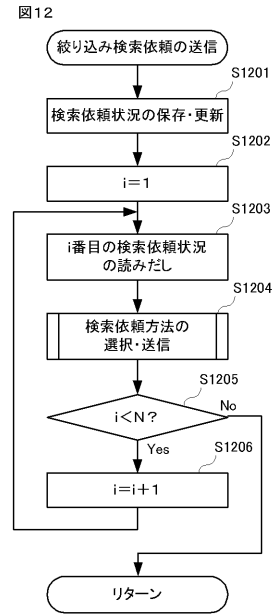 図12
絞り込み検索依頼の送信
S1201
検索依頼状況の保存・更新
S1202
i=1
S1203
i番目の検索依頼状況
の読みだし
S1204
検索依頼方法の
選択・送信
S1205
i<N?
No
Yes
S1206
i=i+1
リターン